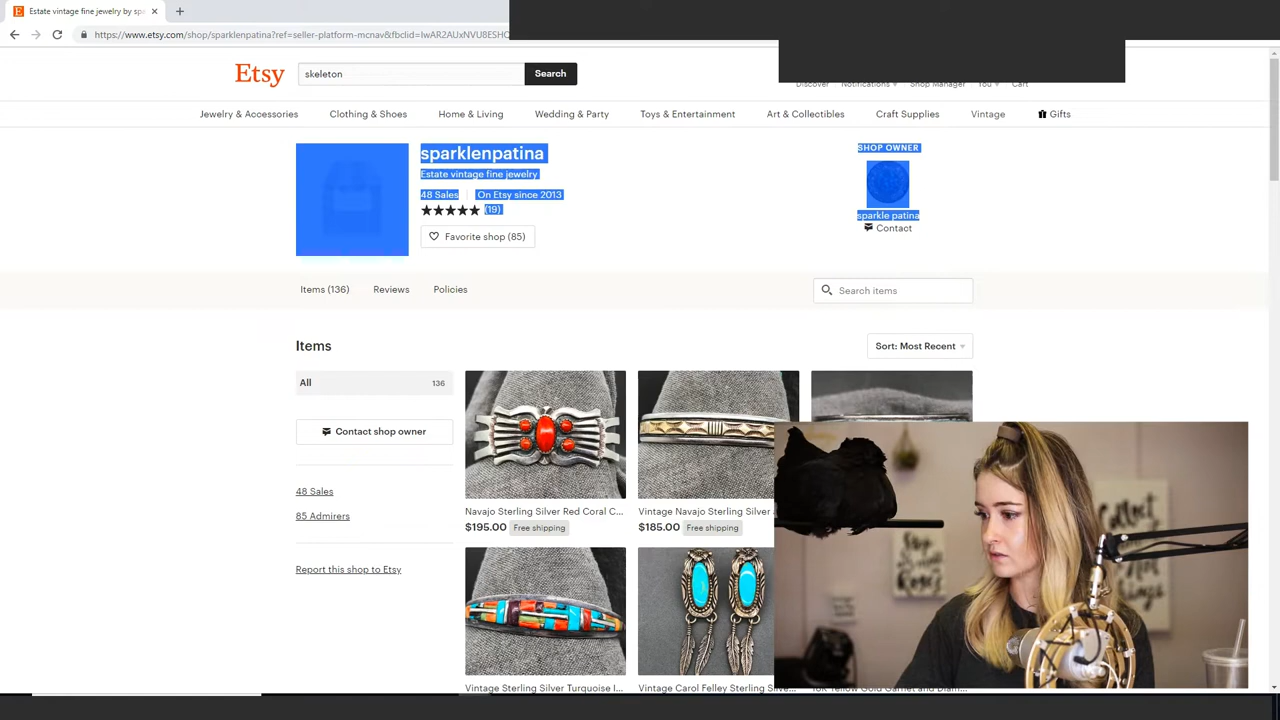 Estate vintage fine jewelry by spa
https://www.etsy.com/shop/sparklenpatina?ref=seller-platform-mcnav&fbclid=IwAR2AUxNVU8ESHC
Etsy
skeleton
Search
Discover
Notifications
Shop Manager
You
Cart
Jewelry & Accessories
Clothing & Shoes
Home & Living
Wedding & Party
Toys & Entertainment
Art & Collectibles
Craft Supplies
Vintage
Gifts
sparklenpatina
Estate vintage fine jewelry
48 Sales
On Etsy since 2013
(19)
Favorite shop (85)
SHOP OWNER
sparkle patina
Contact
Items (136)
Reviews
Policies
Search items
Items
Sort: Most Recent
All
136
Contact shop owner
48 Sales
85 Admirers
Report this shop to Etsy
Navajo Sterling Silver Red Coral C...
$195.00 Free shipping
Vintage Navajo Sterling Silver
$185.00 Free shipping
Vintage Sterling Silver Turquoise I...
Vintage Carol Felley Sterling Silve...
10K Yellow Gold Garnet and Diam...